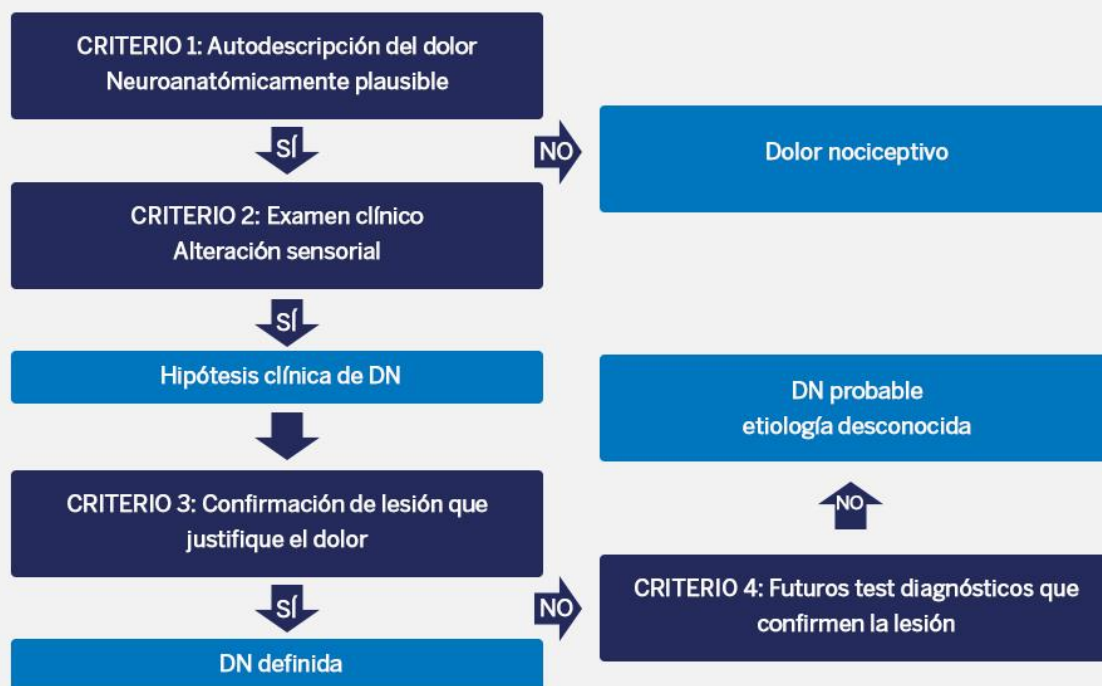 CRITERIO 1: Autodescripción del dolor
Neuroanatómicamente plausible
SÍ
NO
Dolor nociceptivo
CRITERIO 2: Examen clínico
Alteración sensorial
SÍ
Hipótesis clínica de DN
DN probable
etiología desconocida
CRITERIO 3: Confirmación de lesión que
justifique el dolor
NO
SÍ
NO
CRITERIO 4: Futuros test diagnósticos que
confirmen la lesión
DN definida